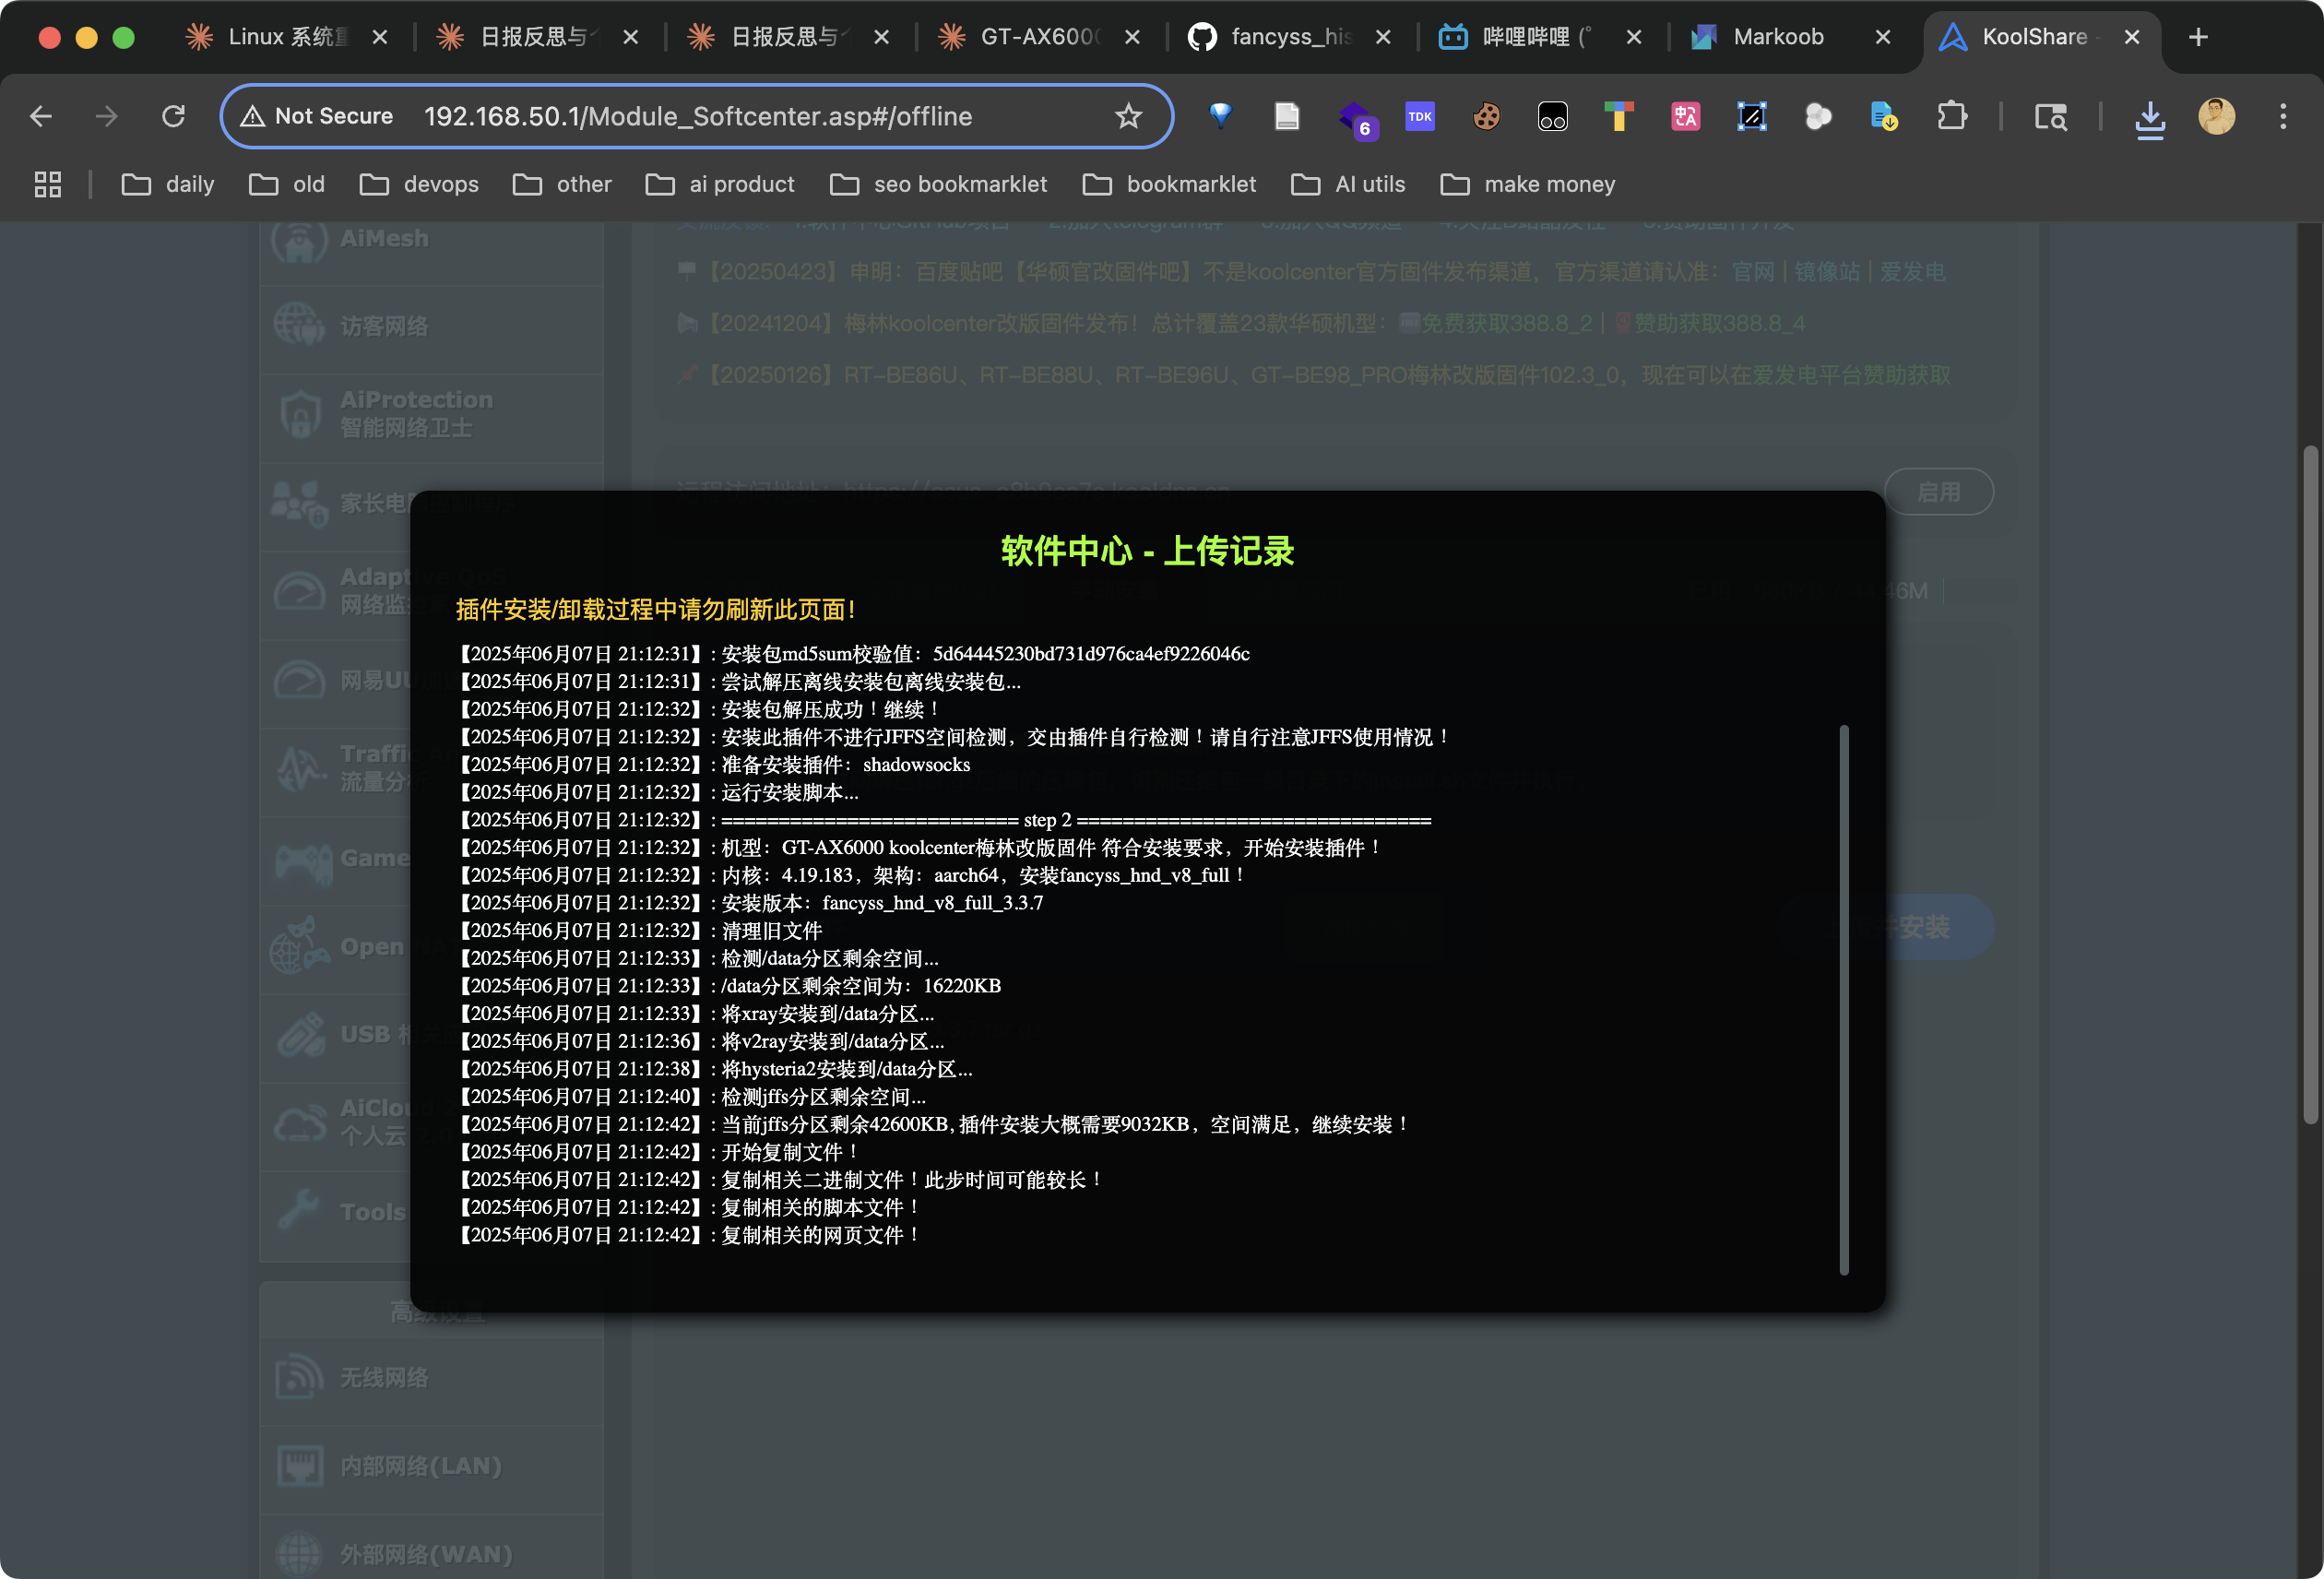 Linux 系统重
日报反思与个
日报反思与个
GT-AX6000
fancyss_his
哔哩哔哩 (゜
Markoob
KoolShare -
Not Secure
192.168.50.1/Module_Softcenter.asp#/offline
TDK
6
daily
old
devops
other
ai product
seo bookmarklet
bookmarklet
AI utils
make money
AiMesh
【20250423】申明：百度贴吧【华硕官改固件吧】不是koolcenter官方固件发布渠道，官方渠道请认准：官网 | 镜像站 | 爱发电
访客网络
【20241204】梅林koolcenter改版固件发布！总计覆盖23款华硕机型：免费获取388.8_2 | 赞助获取388.8_4
【20250126】RT-BE86U、RT-BE88U、RT-BE96U、GT-BE98_PRO梅林改版固件102.3_0，现在可以在爱发电平台赞助获取
AiProtection
智能网络卫士
启用
家长电
软件中心 - 上传记录
插件安装/卸载过程中请勿刷新此页面！
【2025年06月07日 21:12:31】: 安装包md5sum校验值：5d64445230bd731d976ca4ef9226046c
【2025年06月07日 21:12:31】: 尝试解压离线安装包离线安装包...
【2025年06月07日 21:12:32】: 安装包解压成功！继续！
【2025年06月07日 21:12:32】: 安装此插件不进行JFFS空间检测，交由插件自行检测！请自行注意JFFS使用情况！
【2025年06月07日 21:12:32】: 准备安装插件：shadowsocks
【2025年06月07日 21:12:32】: 运行安装脚本...
【2025年06月07日 21:12:32】: ========================== step 2 ===============================
【2025年06月07日 21:12:32】: 机型：GT-AX6000 koolcenter梅林改版固件 符合安装要求，开始安装插件！
【2025年06月07日 21:12:32】: 内核：4.19.183，架构：aarch64，安装fancyss_hnd_v8_full！
【2025年06月07日 21:12:32】: 安装版本：fancyss_hnd_v8_full_3.3.7
【2025年06月07日 21:12:32】: 清理旧文件
【2025年06月07日 21:12:33】: 检测/data分区剩余空间...
【2025年06月07日 21:12:33】: /data分区剩余空间为：16220KB
【2025年06月07日 21:12:33】: 将xray安装到/data分区...
【2025年06月07日 21:12:36】: 将v2ray安装到/data分区...
【2025年06月07日 21:12:38】: 将hysteria2安装到/data分区...
【2025年06月07日 21:12:40】: 检测jffs分区剩余空间...
【2025年06月07日 21:12:42】: 当前jffs分区剩余42600KB, 插件安装大概需要9032KB，空间满足，继续安装！
【2025年06月07日 21:12:42】: 开始复制文件！
【2025年06月07日 21:12:42】: 复制相关二进制文件！此步时间可能较长！
【2025年06月07日 21:12:42】: 复制相关的脚本文件！
【2025年06月07日 21:12:42】: 复制相关的网页文件！
Adaptive QoS
网络监
网易UU
Traffic
流量分
Game
Open
USB 相
AiCloud
个人云
Tools
安装
高级设置
无线网络
内部网络(LAN)
外部网络(WAN)